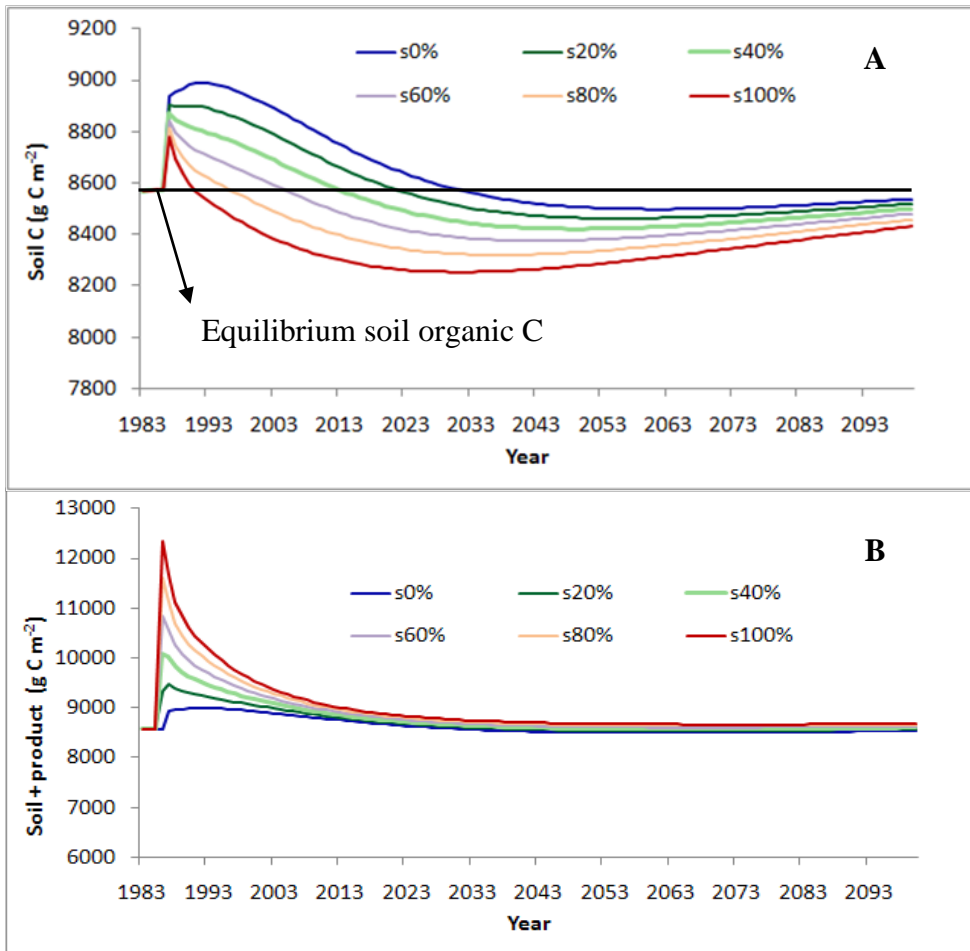 9200
9000
8800
8600
8400
8200
8000
7800
Soil C (g C m⁻²)
s0% s20% s40%
s60% s80% s100%
A
Equilibrium soil organic C
1983 1993 2003 2013 2023 2033 2043 2053 2063 2073 2083 2093
Year
13000
12000
11000
10000
9000
8000
7000
6000
Soil + product (g C m⁻²)
s0% s20% s40%
s60% s80% s100%
B
1983 1993 2003 2013 2023 2033 2043 2053 2063 2073 2083 2093
Year